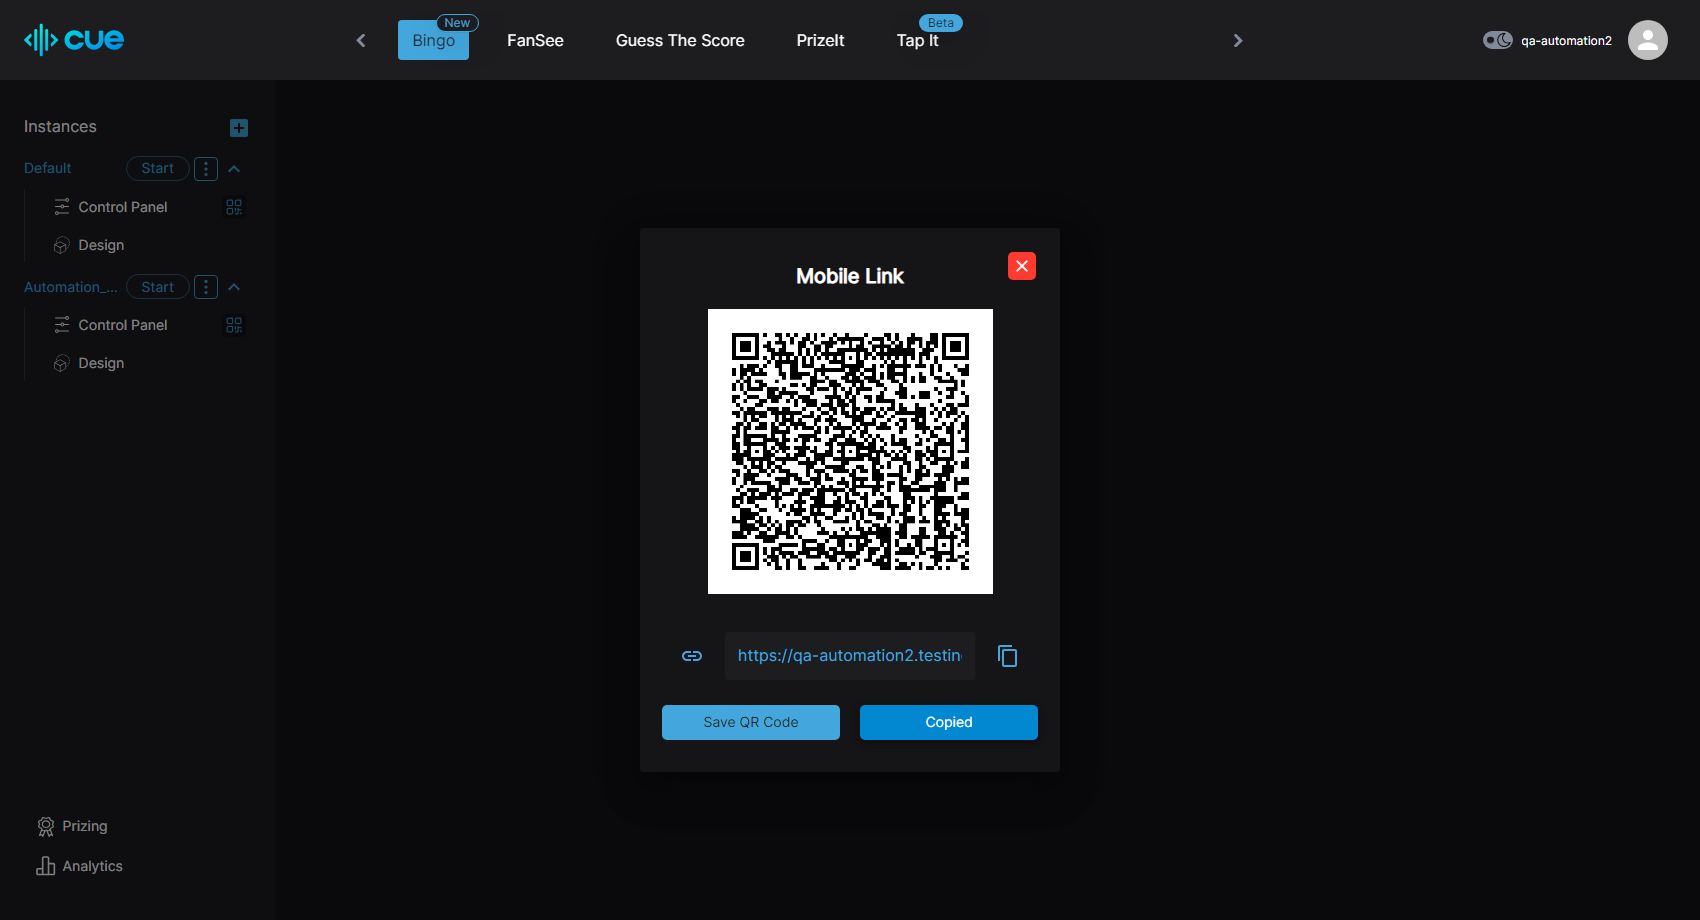 cue
New
Bingo
FanSee
Guess The Score
PrizeIt
Beta
Tap It
qa-automation2
Instances
Default
Start
Control Panel
Design
Automation_...
Start
Control Panel
Design
Prizing
Analytics
Mobile Link
https://qa-automation2.testin
Save QR Code
Copied